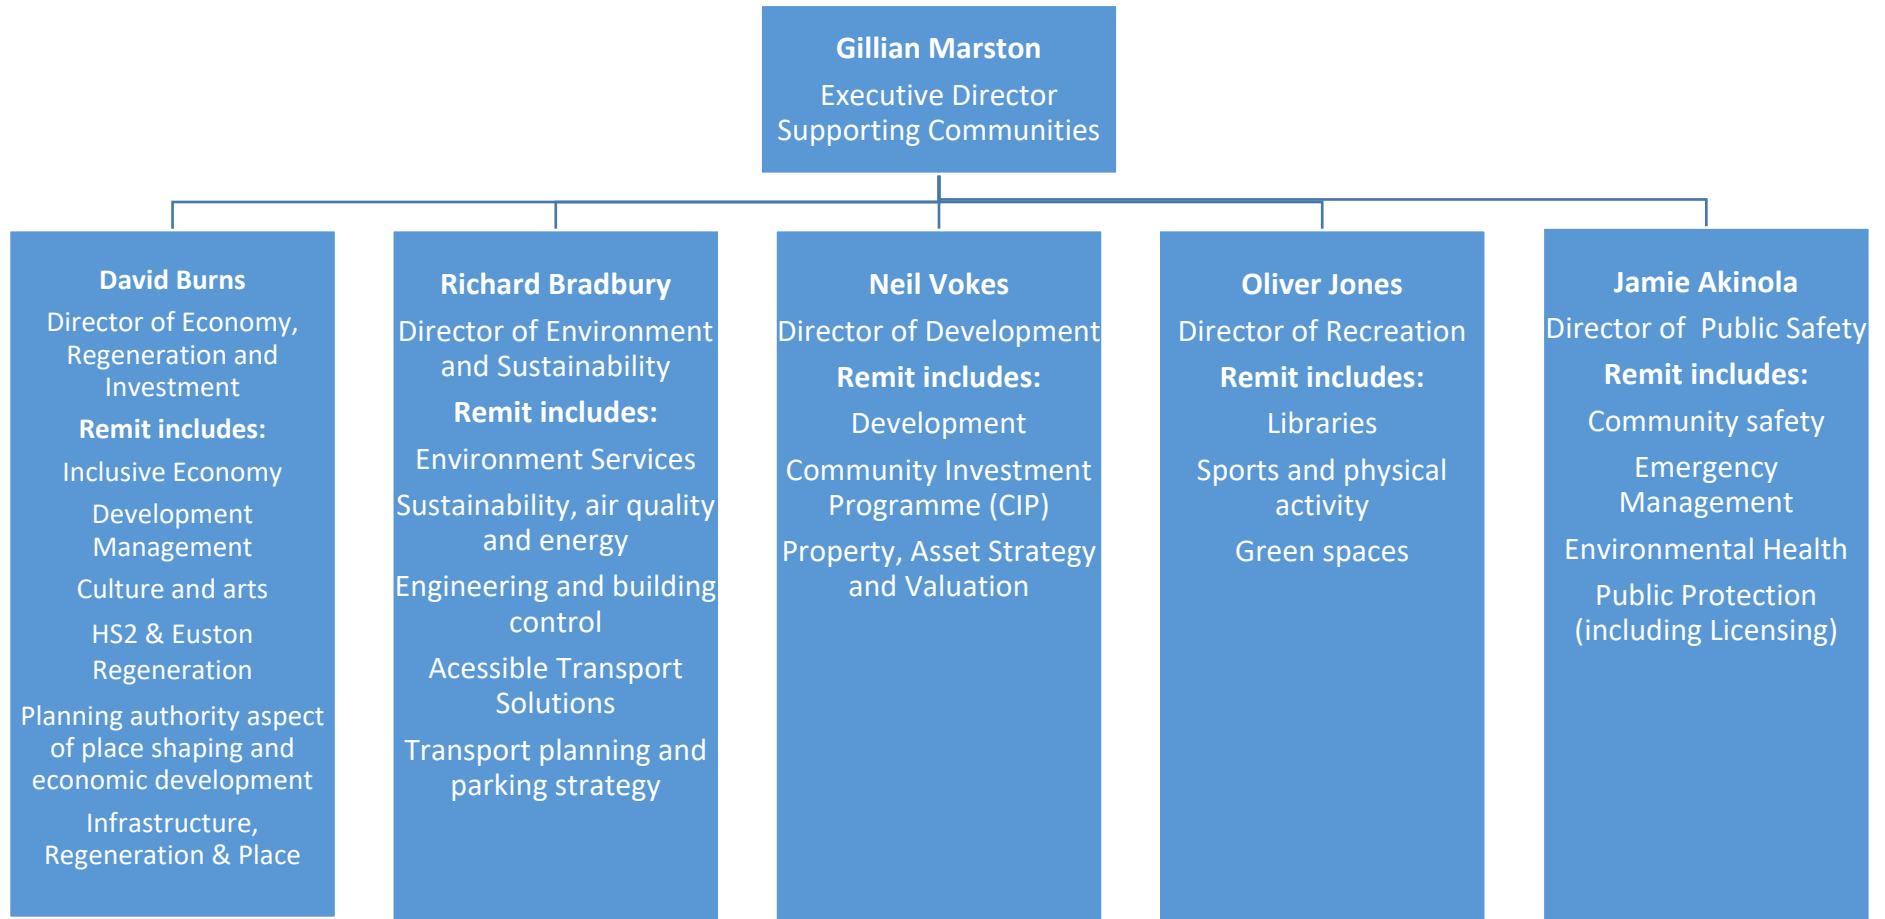 Gillian Marston
Executive Director
Supporting Communities
David Burns
Director of Economy,
Regeneration and
Investment
Remit includes:
Inclusive Economy
Development
Management
Culture and arts
HS2 & Euston
Regeneration
Planning authority aspect
of place shaping and
economic development
Infrastructure,
Regeneration & Place
Richard Bradbury
Director of Environment
and Sustainability
Remit includes:
Environment Services
Sustainability, air quality
and energy
Engineering and building
control
Acessible Transport
Solutions
Transport planning and
parking strategy
Neil Vokes
Director of Development
Remit includes:
Development
Community Investment
Programme (CIP)
Property, Asset Strategy
and Valuation
Oliver Jones
Director of Recreation
Remit includes:
Libraries
Sports and physical
activity
Green spaces
Jamie Akinola
Director of  Public Safety
Remit includes:
Community safety
Emergency
Management
Environmental Health
Public Protection
(including Licensing)